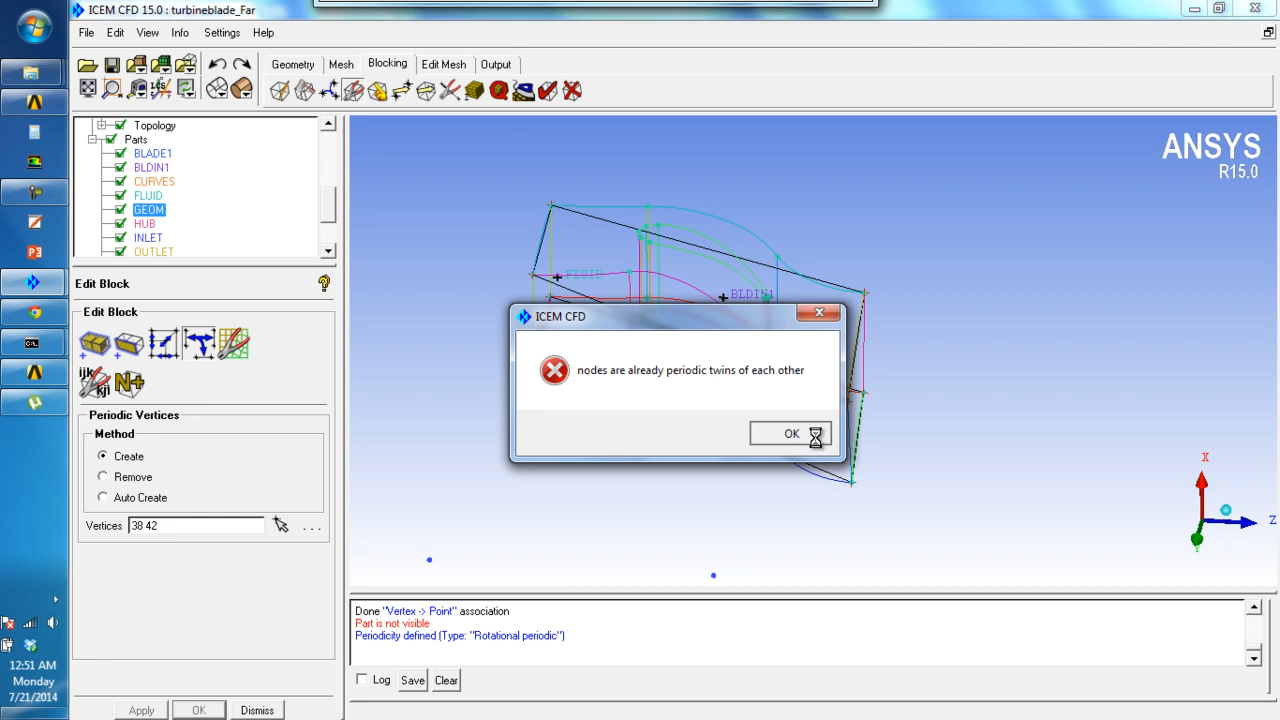 ICEM CFD 15.0 : turbineblade_Far
File Edit View Info Settings Help
Geometry Mesh Blocking Edit Mesh Output
LCS
Topology
Parts
BLADE1
BLDIN1
CURVES
FLUID
GEOM
HUB
INLET
OUTLET
Edit Block
Edit Block
ijk
kji
N+
Periodic Vertices
Method
Create
Remove
Auto Create
Vertices 38 42
. . .
Apply OK Dismiss
ANSYS
R15.0
FLUID
BLDIN1
ICEM CFD
nodes are already periodic twins of each other
OK
X
Z
Y
Done "Vertex -> Point" association
Part is not visible
Periodicity defined (Type: "Rotational periodic")
Log Save Clear
12:51 AM
Monday
7/21/2014